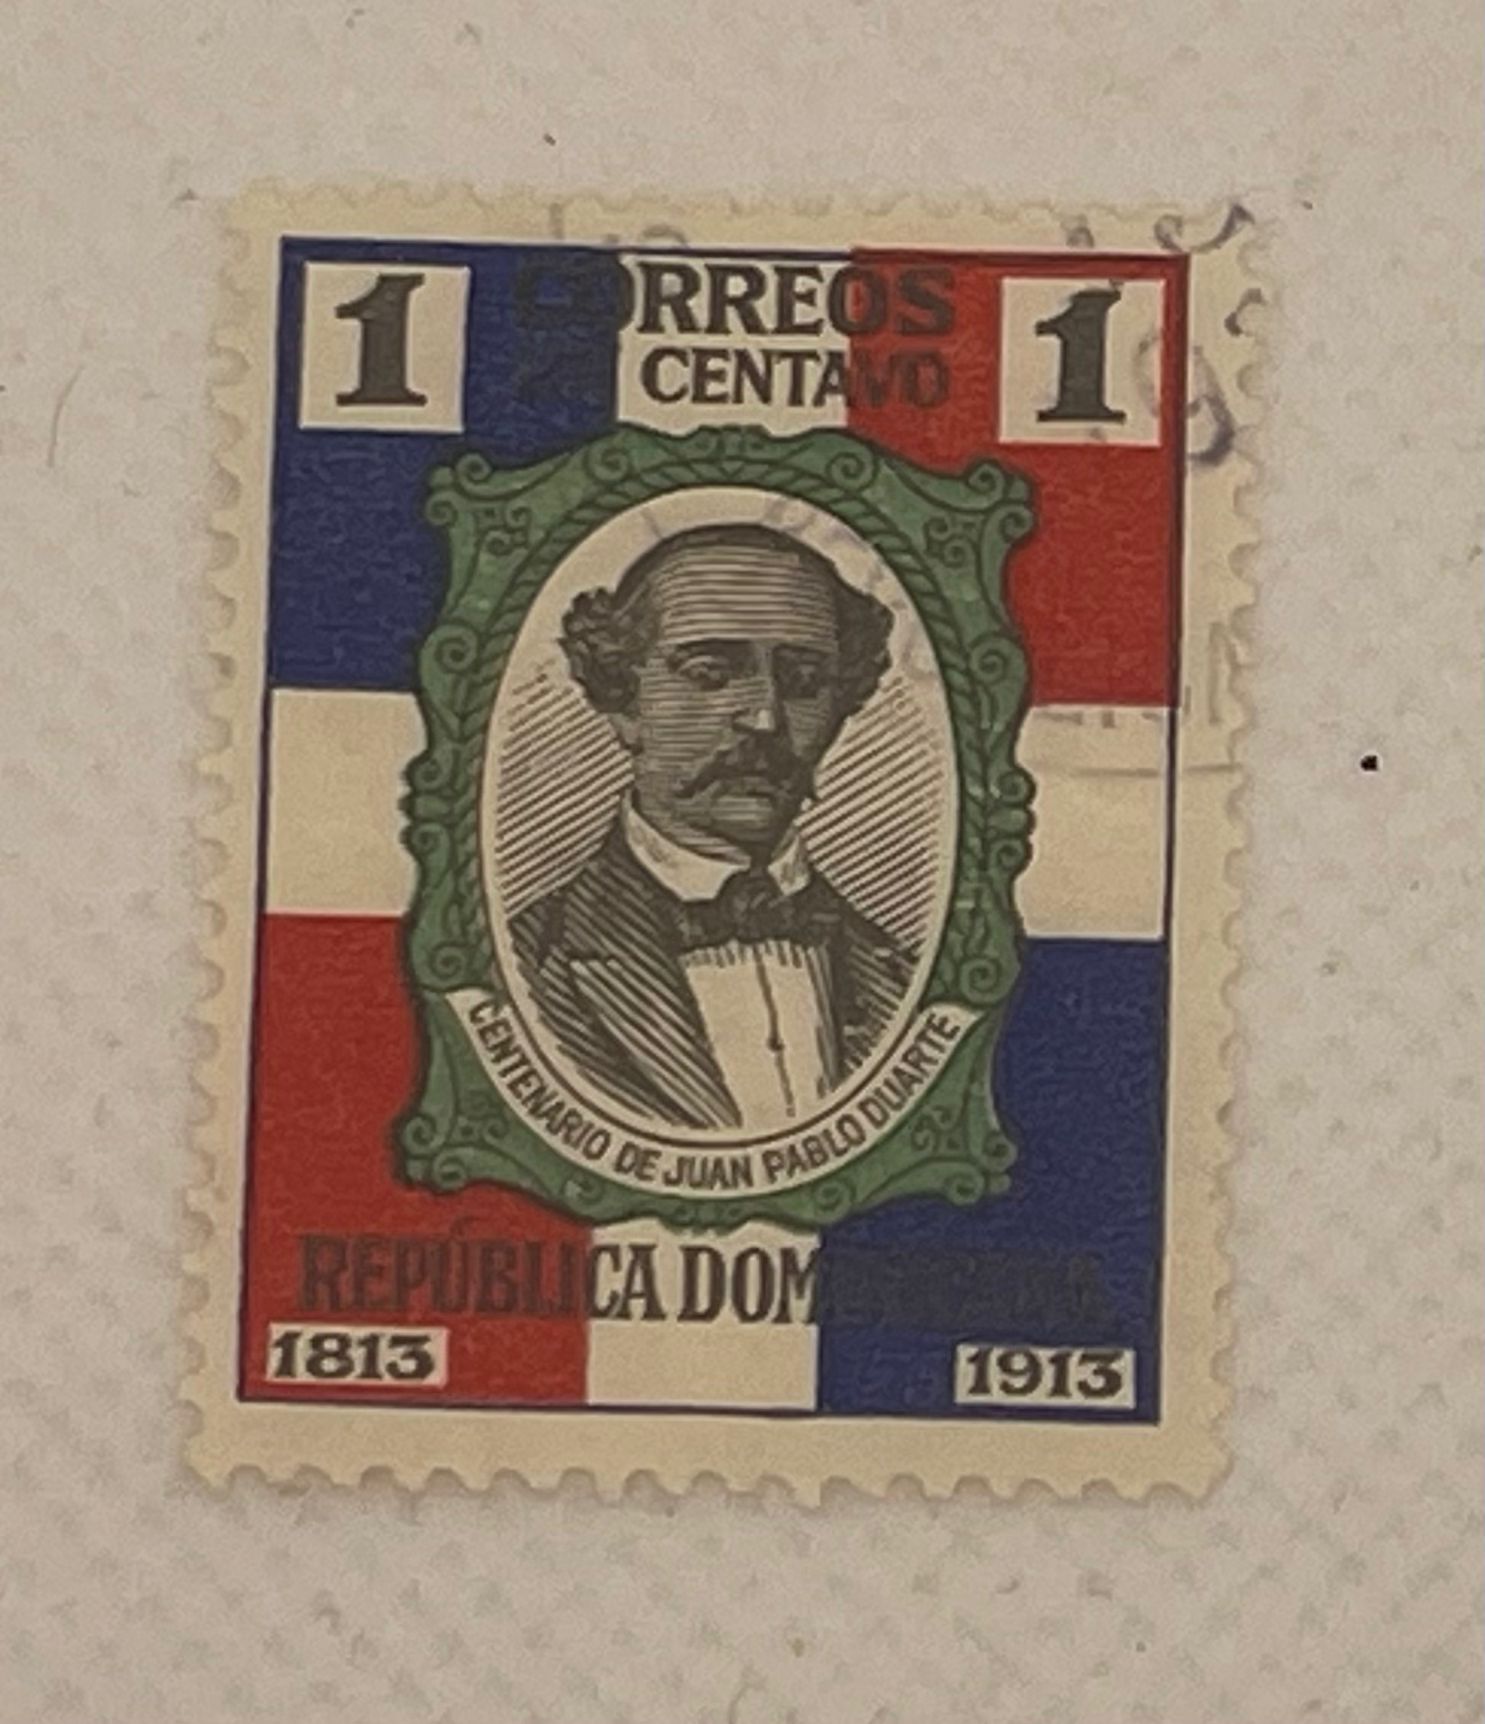 1 CORREOS 1
CENTAVO
CENTENARIO DE JUAN PABLO DUARTE
REPÚBLICA DOMINICANA
1813 1913